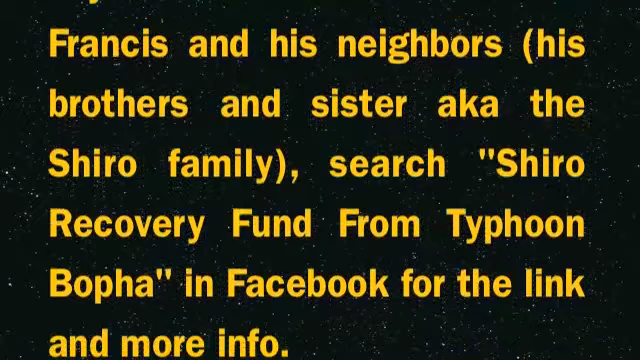 Francis and his neighbors (his
brothers and sister aka the
Shiro family), search "Shiro
Recovery Fund From Typhoon
Bopha" in Facebook for the link
and more info.